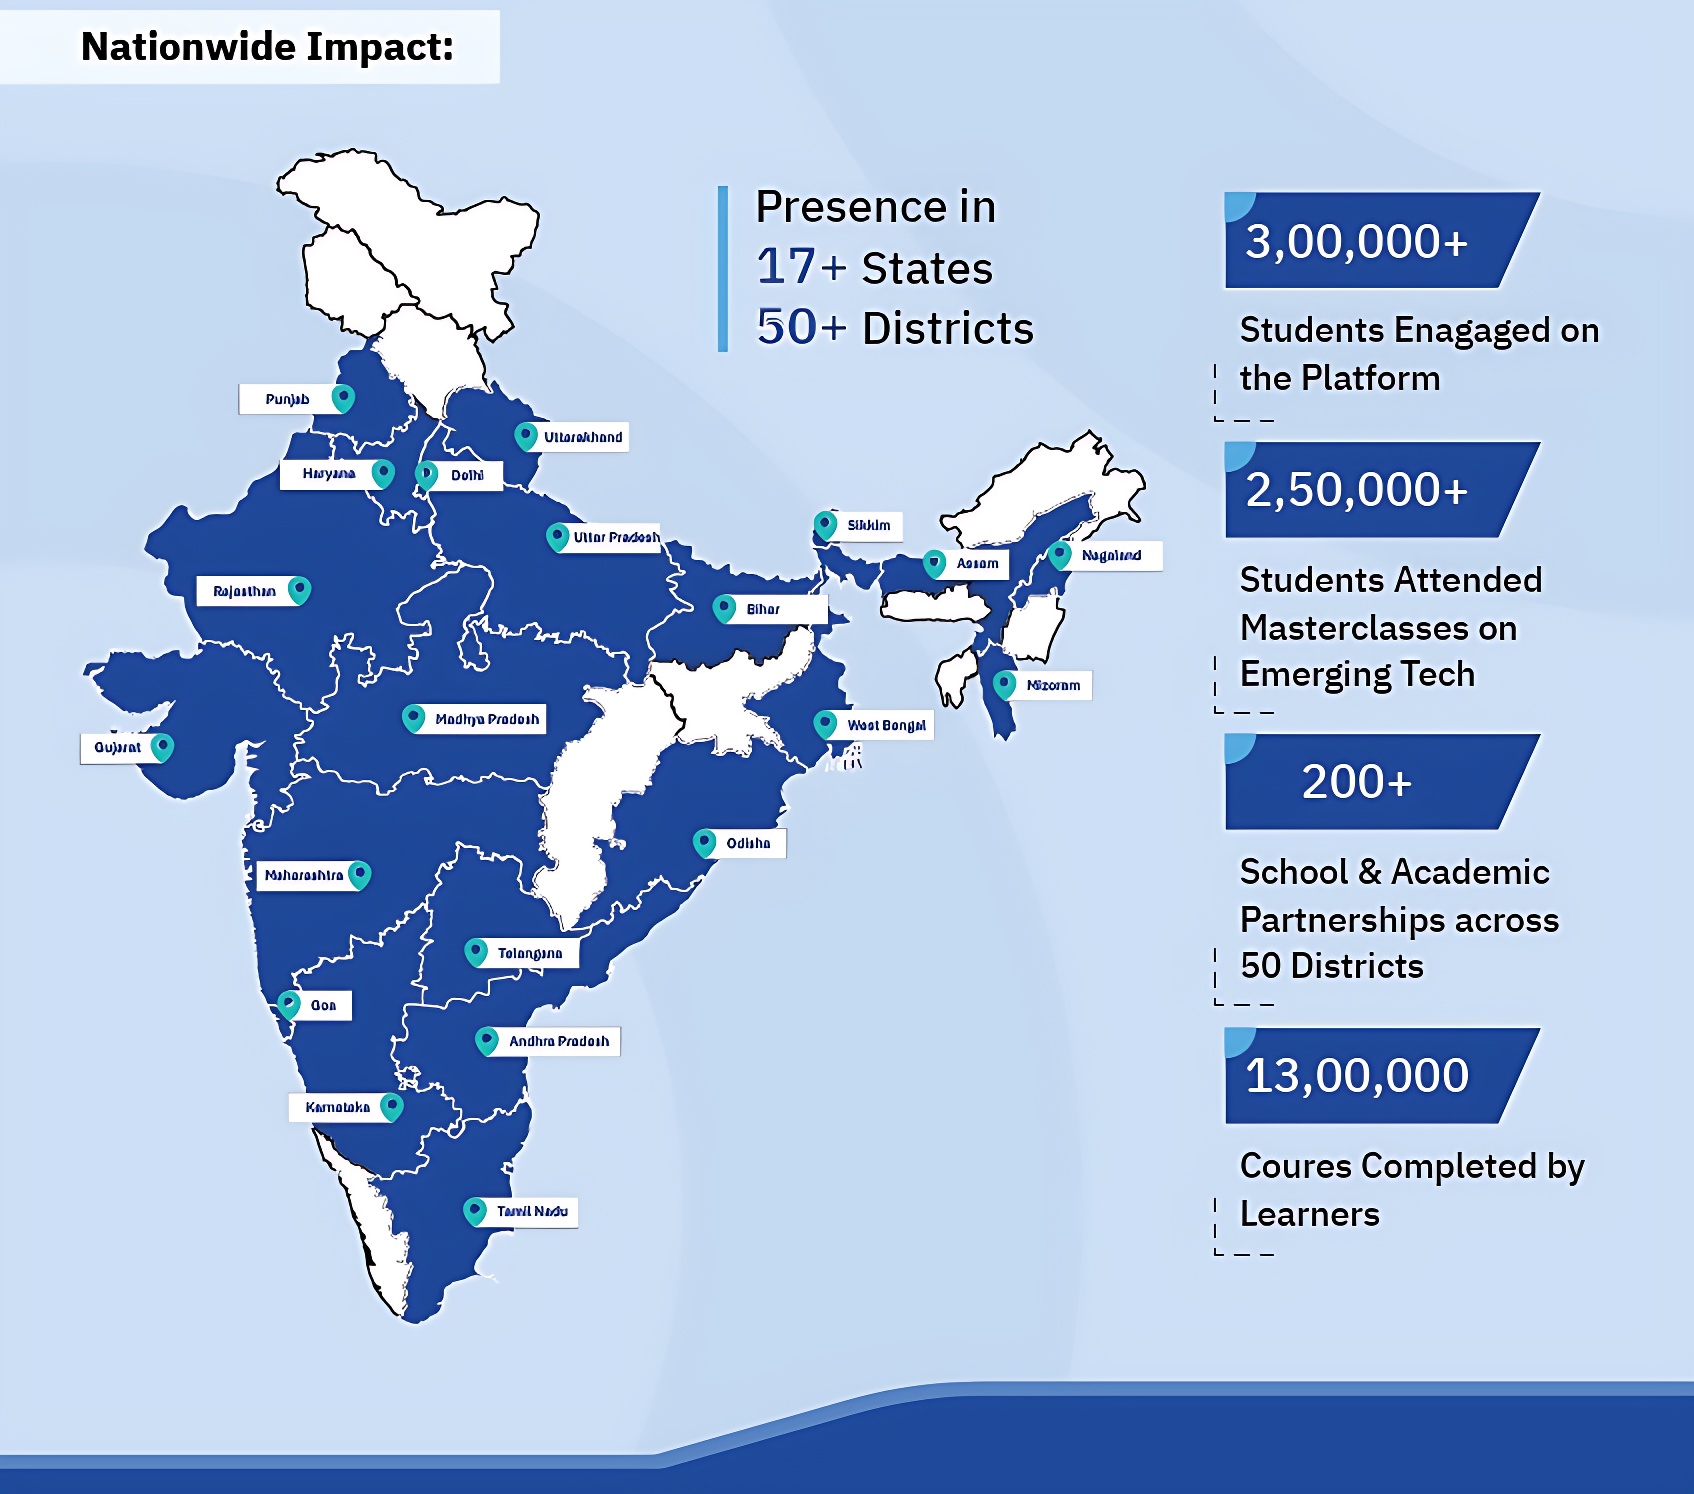 Nationwide Impact:
Presence in
17+ States
50+ Districts
3,00,000+
Students Enagaged on
the Platform
2,50,000+
Students Attended
Masterclasses on
Emerging Tech
200+
School & Academic
Partnerships across
50 Districts
13,00,000
Coures Completed by
Learners
Punjab
Uttarakhand
Haryana
Delhi
Uttar Pradesh
Sikkim
Assam
Nagaland
Rajasthan
Bihar
Mizoram
Madhya Pradesh
West Bengal
Gujarat
Odisha
Maharashtra
Telangana
Goa
Andhra Pradesh
Karnataka
Tamil Nadu